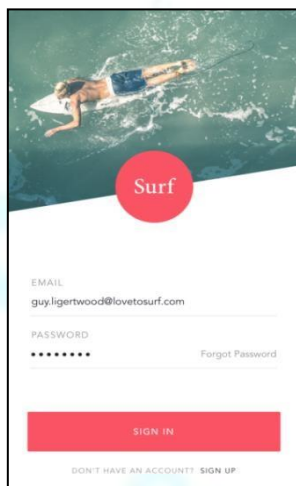 Surf
EMAIL
guy.ligertwood@lovetosurf.com
PASSWORD
•••••••• Forgot Password
SIGN IN
DON'T HAVE AN ACCOUNT? SIGN UP